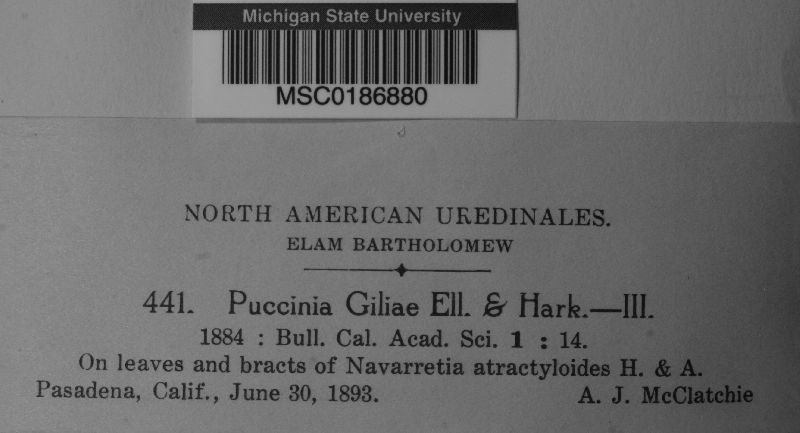 Michigan State University
MSC0186880
NORTH AMERICAN UREDINALES.
ELAM BARTHOLOMEW
441. Puccinia Giliae Ell. & Hark.—III.
1884 : Bull. Cal. Acad. Sci. 1 : 14.
On leaves and bracts of Navarretia atractyloides H. & A.
Pasadena, Calif., June 30, 1893. A. J. McClatchie